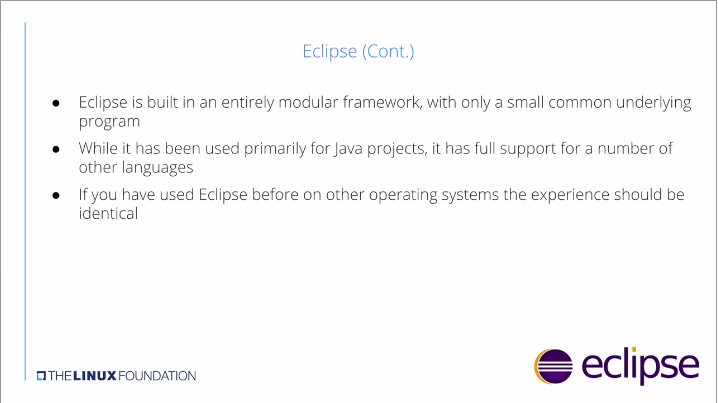 Eclipse (Cont.)
● Eclipse is built in an entirely modular framework, with only a small common underlying
program
● While it has been used primarily for Java projects, it has full support for a number of
other languages
● If you have used Eclipse before on other operating systems the experience should be
identical
THE LINUX FOUNDATION
eclipse